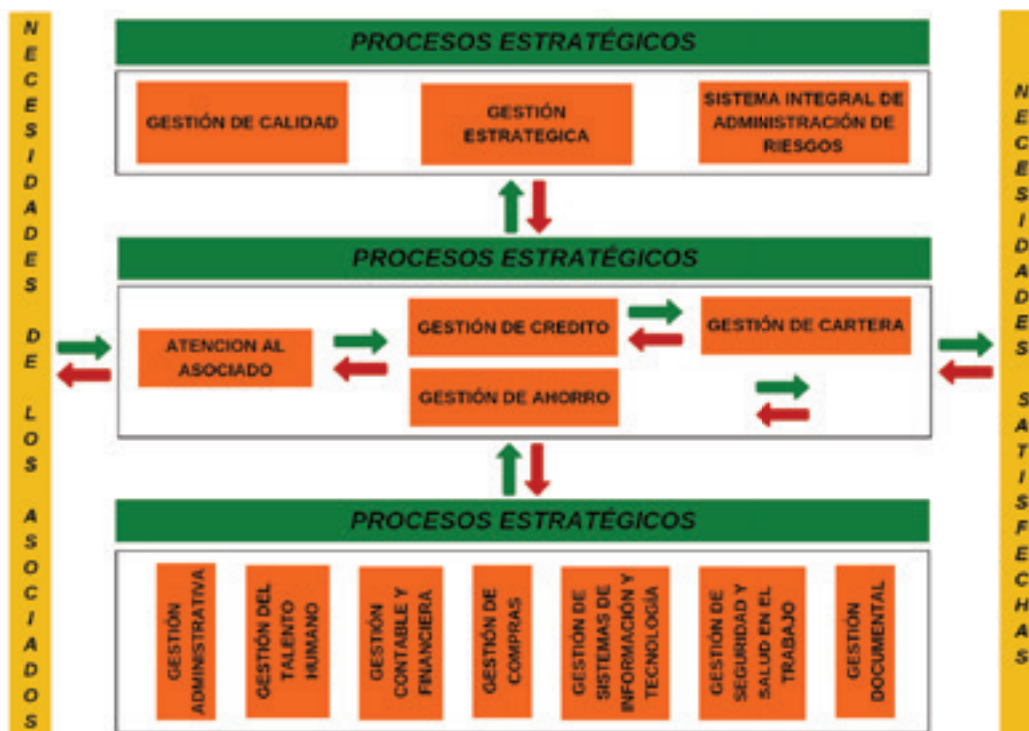 NECESIDADES DE LOS ASOCIADOS
PROCESOS ESTRATÉGICOS
GESTIÓN DE CALIDAD
GESTIÓN
ESTRATEGICA
SISTEMA INTEGRAL DE
ADMINISTRACIÓN DE
RIESGOS
PROCESOS ESTRATÉGICOS
ATENCION AL
ASOCIADO
GESTIÓN DE CREDITO
GESTIÓN DE AHORRO
GESTIÓN DE CARTERA
PROCESOS ESTRATÉGICOS
GESTIÓN
ADMINISTRATIVA
GESTIÓN DEL
TALENTO
HUMANO
GESTIÓN
CONTABLE Y
FINANCIERA
GESTIÓN DE
COMPRAS
GESTIÓN DE
SISTEMAS DE
INFORMACIÓN Y
TECNOLOGÍA
GESTIÓN DE
SEGURIDAD Y
SALUD EN EL
TRABAJO
GESTIÓN
DOCUMENTAL
NECESIDADES SATISFECHAS